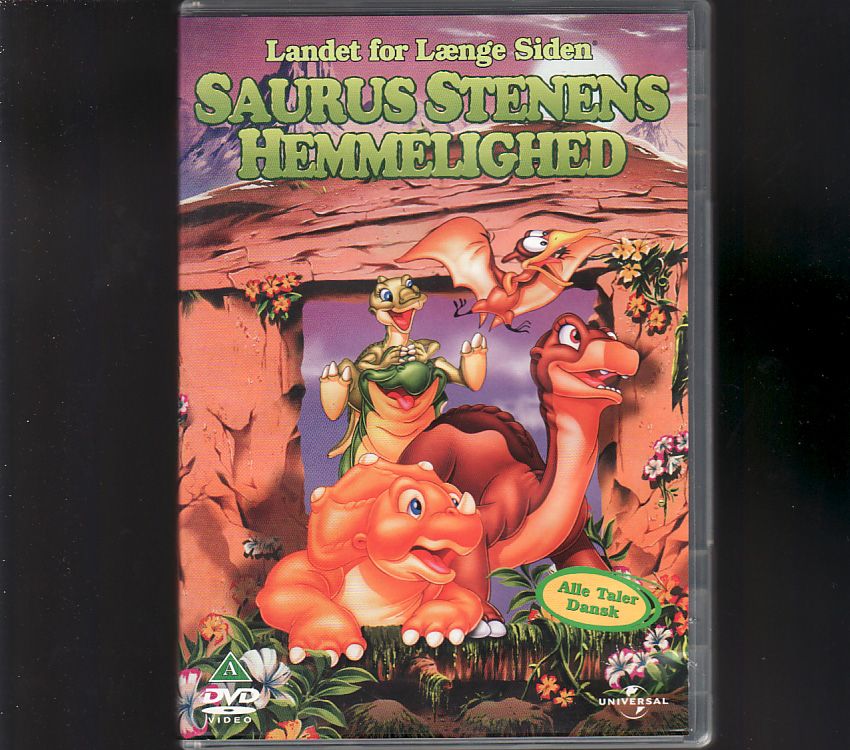 Landet for Længe Siden
SAURUS STENENS
HEMMELIGHED
Alle Taler
Dansk
A
DVD
VIDEO
UNIVERSAL